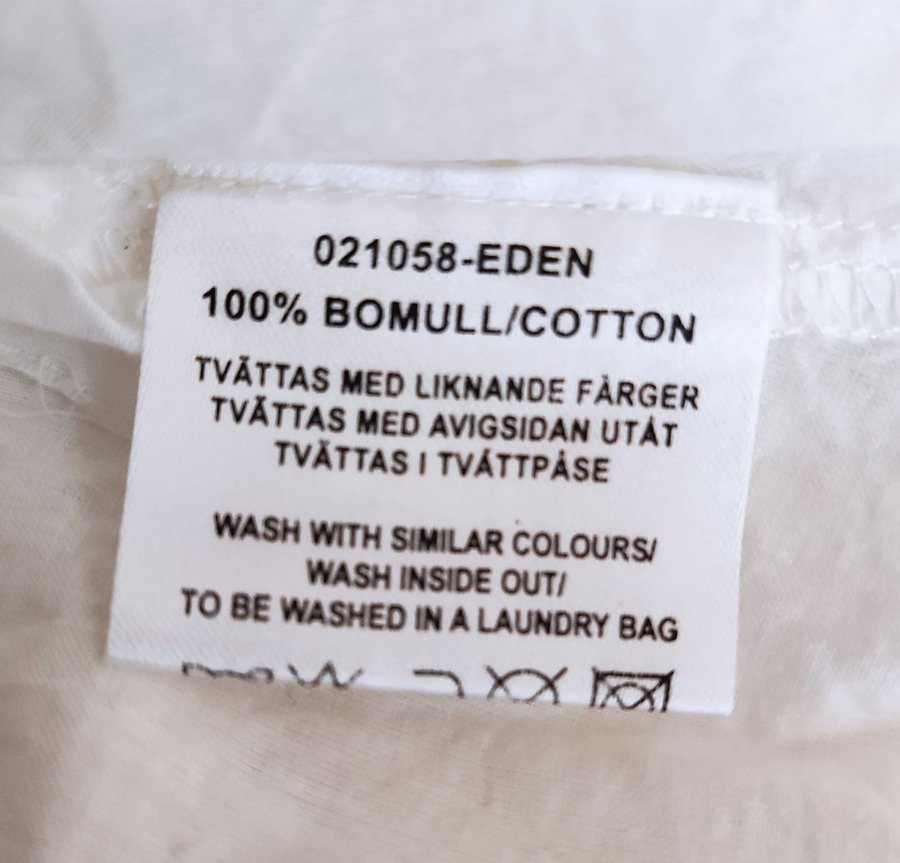 021058-EDEN
100% BOMULL/COTTON
TVÄTTAS MED LIKNANDE FÄRGER
TVÄTTAS MED AVIGSIDAN UTÅT
TVÄTTAS I TVÄTTPÅSE
WASH WITH SIMILAR COLOURS/
WASH INSIDE OUT/
TO BE WASHED IN A LAUNDRY BAG